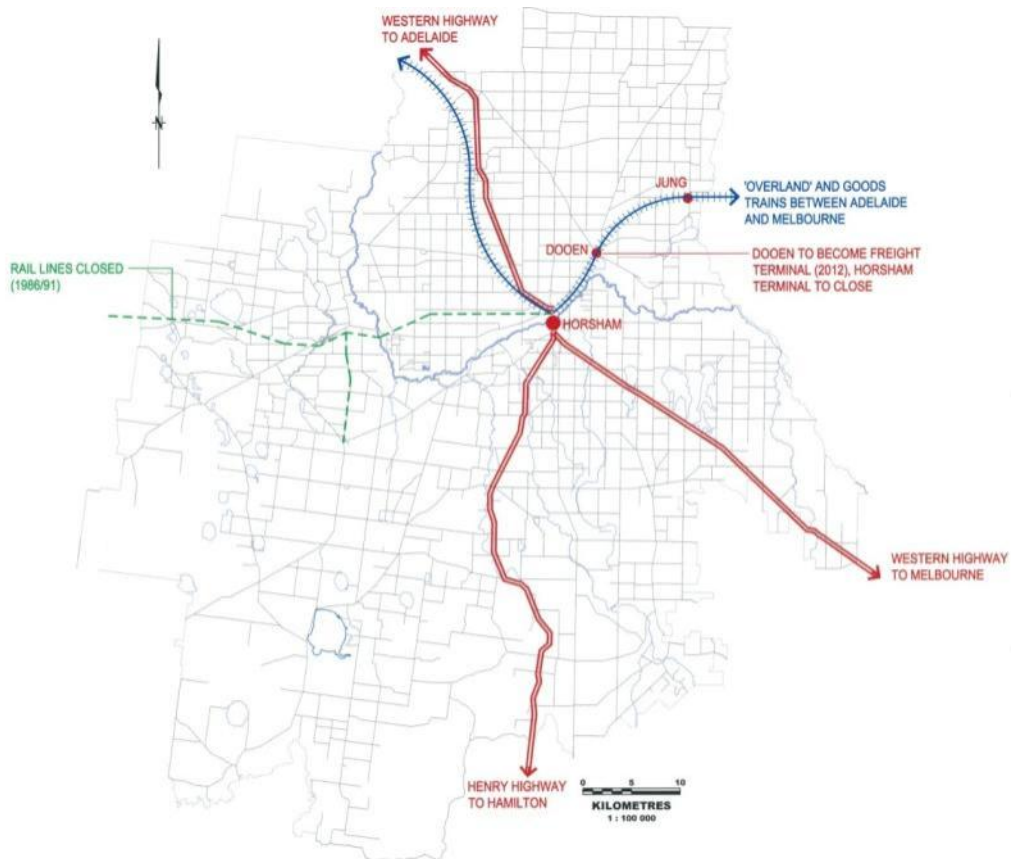 WESTERN HIGHWAY
TO ADELAIDE
N
JUNG
'OVERLAND' AND GOODS
TRAINS BETWEEN ADELAIDE
AND MELBOURNE
DOOEN
DOOEN TO BECOME FREIGHT
TERMINAL (2012), HORSHAM
TERMINAL TO CLOSE
RAIL LINES CLOSED
(1986/91)
HORSHAM
WESTERN HIGHWAY
TO MELBOURNE
HENRY HIGHWAY
TO HAMILTON
0 5 10
KILOMETRES
1 : 100 000